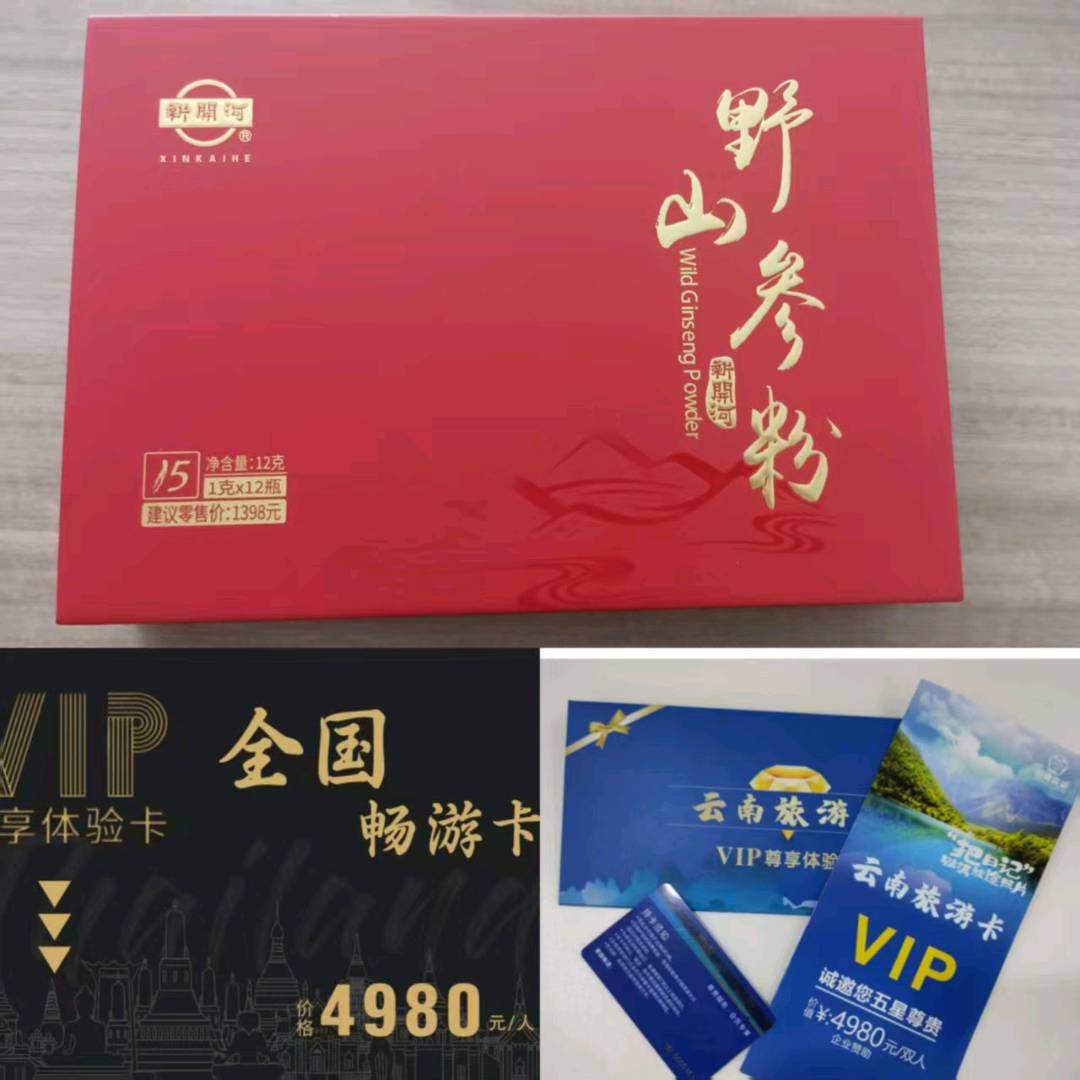 新開河
®
XINKAIHE
野山参粉
Wild Ginseng Powder
新開河
15
净含量:12克
1克x12瓶
建议零售价:1398元
VIP
享体验卡
全国
畅游卡
Thailand
价格4980元/人
云南旅游
VIP尊享体验
云南旅游卡
VIP
诚邀您五星尊贵
价值¥:4980元/双人
企业赞助